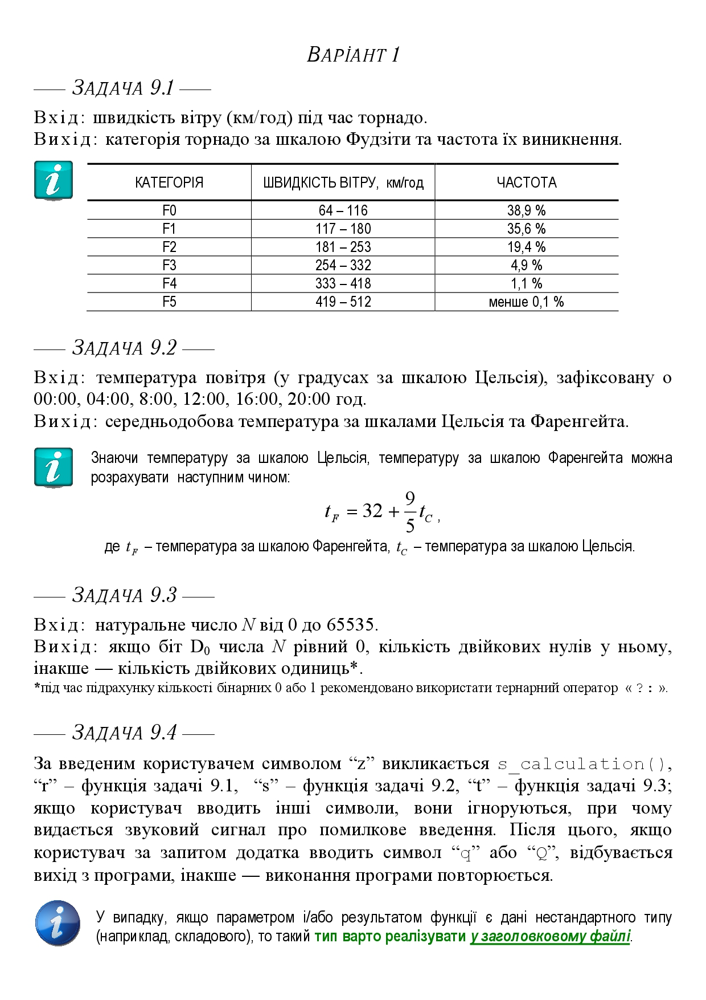 ВАРІАНТ 1
ЗАДАЧА 9.1
Вхід: швидкість вітру (км/год) під час торнадо.
Вихід: категорія торнадо за шкалою Фудзіти та частота їх виникнення.
КАТЕГОРІЯ ШВИДКІСТЬ ВІТРУ, км/год ЧАСТОТА
F0 64 – 116 38,9 %
F1 117 – 180 35,6 %
F2 181 – 253 19,4 %
F3 254 – 332 4,9 %
F4 333 – 418 1,1 %
F5 419 – 512 менше 0,1 %
ЗАДАЧА 9.2
Вхід: температура повітря (у градусах за шкалою Цельсія), зафіксовану о
00:00, 04:00, 8:00, 12:00, 16:00, 20:00 год.
Вихід: середньодобова температура за шкалами Цельсія та Фаренгейта.
Знаючи температуру за шкалою Цельсія, температуру за шкалою Фаренгейта можна
розрахувати наступним чином:
t_F = 32 + 9/5 t_C ,
де t_F – температура за шкалою Фаренгейта, t_C – температура за шкалою Цельсія.
ЗАДАЧА 9.3
Вхід: натуральне число N від 0 до 65535.
Вихід: якщо біт D₀ числа N рівний 0, кількість двійкових нулів у ньому,
інакше — кількість двійкових одиниць*.
*під час підрахунку кількості бінарних 0 або 1 рекомендовано використати тернарний оператор « ? : ».
ЗАДАЧА 9.4
За введеним користувачем символом “z” викликається s_calculation(),
“r” – функція задачі 9.1, “s” – функція задачі 9.2, “t” – функція задачі 9.3;
якщо користувач вводить інші символи, вони ігноруються, при чому
видається звуковий сигнал про помилкове введення. Після цього, якщо
користувач за запитом додатка вводить символ “q” або “Q”, відбувається
вихід з програми, інакше — виконання програми повторюється.
У випадку, якщо параметром і/або результатом функції є дані нестандартного типу
(наприклад, складового), то такий тип варто реалізувати у заголовковому файлі.